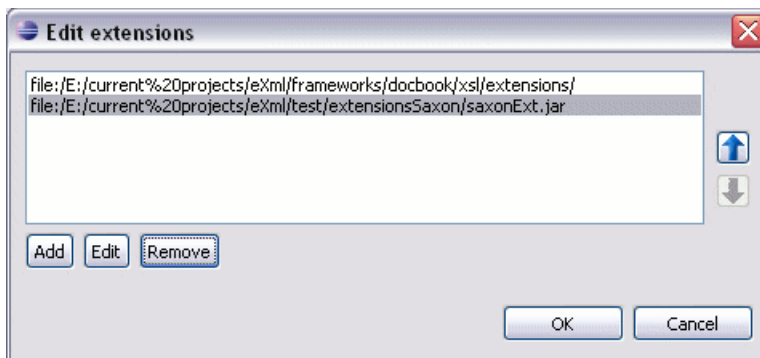 Edit extensions
file:/E:/current%20projects/eXml/frameworks/docbook/xsl/extensions/
file:/E:/current%20projects/eXml/test/extensionsSaxon/saxonExt.jar
Add Edit Remove
OK Cancel